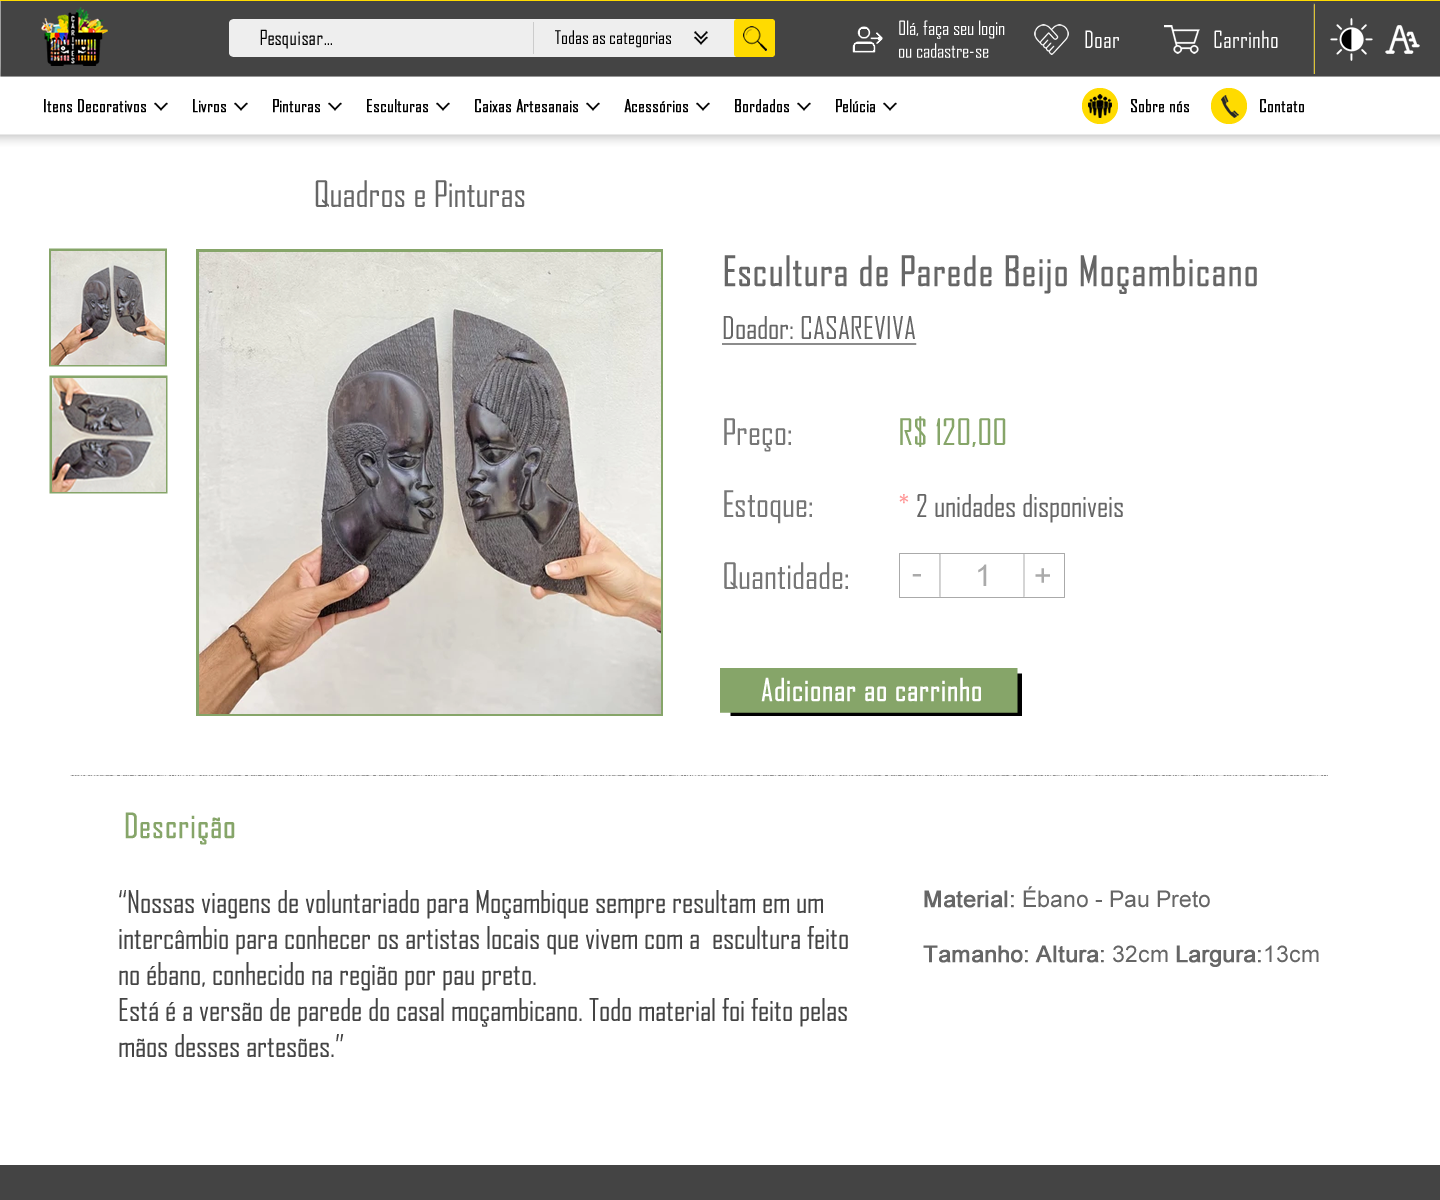 CARITAS
Pesquisar...
Todas as categorias
Olá, faça seu login
ou cadastre-se
Doar
Carrinho
Aa
Itens Decorativos
Livros
Pinturas
Esculturas
Caixas Artesanais
Acessórios
Bordados
Pelúcia
Sobre nós
Contato
Quadros e Pinturas
Escultura de Parede Beijo Moçambicano
Doador: CASAREVIVA
Preço: R$ 120,00
Estoque: * 2 unidades disponiveis
Quantidade: - 1 +
Adicionar ao carrinho
Descrição
“Nossas viagens de voluntariado para Moçambique sempre resultam em um
intercâmbio para conhecer os artistas locais que vivem com a escultura feito
no ébano, conhecido na região por pau preto.
Está é a versão de parede do casal moçambicano. Todo material foi feito pelas
mãos desses artesões.”
Material: Ébano - Pau Preto
Tamanho: Altura: 32cm Largura:13cm